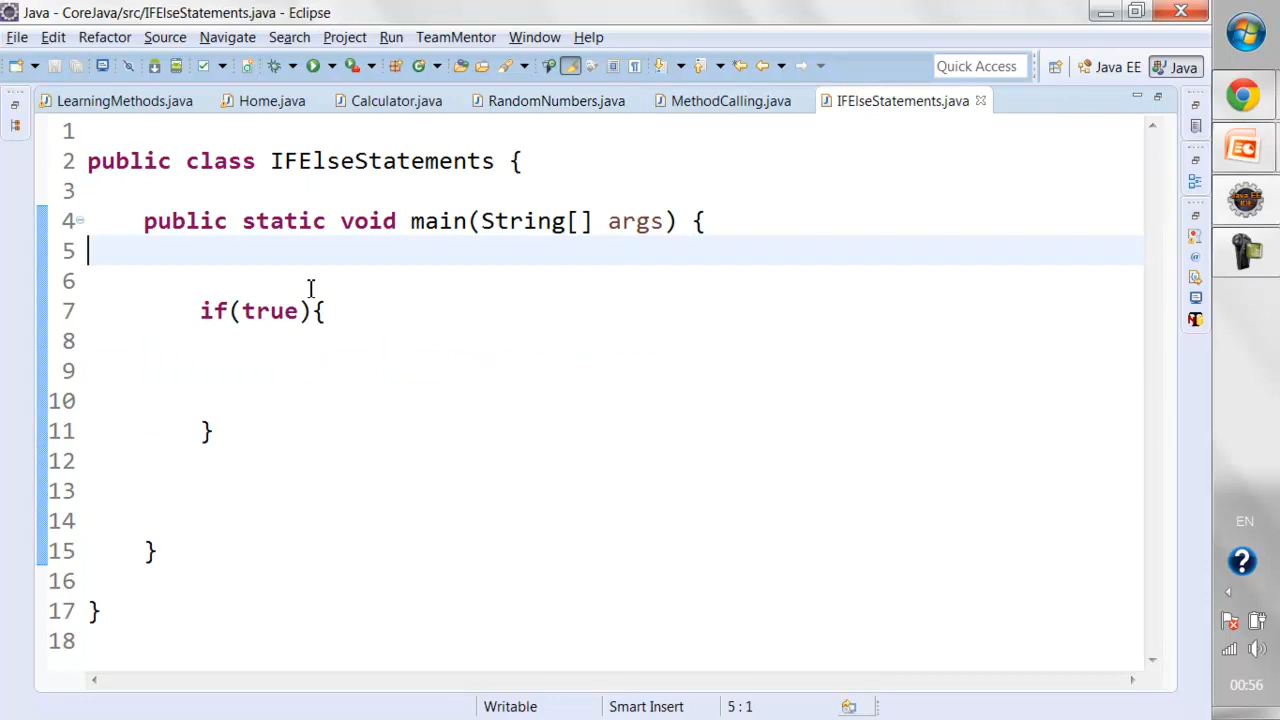 Java - CoreJava/src/IFElseStatements.java - Eclipse
File Edit Refactor Source Navigate Search Project Run TeamMentor Window Help
Quick Access Java EE Java
LearningMethods.java Home.java Calculator.java RandomNumbers.java MethodCalling.java IFElseStatements.java
1
2 public class IFElseStatements {
3
4 public static void main(String[] args) {
5
6
7 if(true){
8
9
10
11 }
12
13
14
15 }
16
17 }
18
EN
00:56
Writable Smart Insert 5 : 1